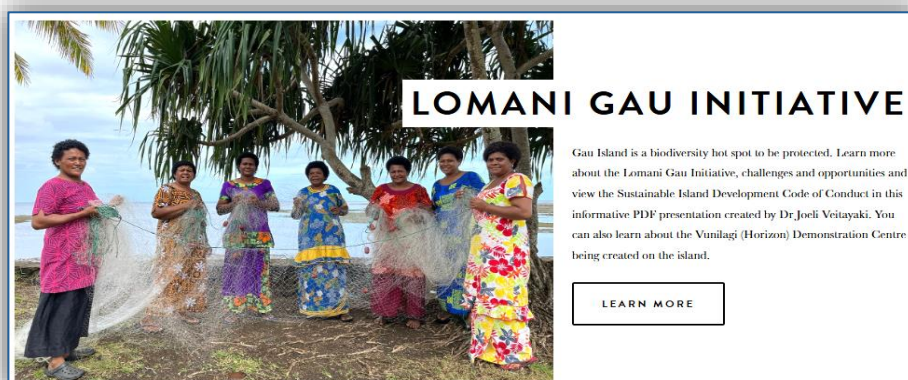 LOMANI GAU INITIATIVE
Gau Island is a biodiversity hot spot to be protected. Learn more
about the Lomani Gau Initiative, challenges and opportunities and
view the Sustainable Island Development Code of Conduct in this
informative PDF presentation created by Dr Joeli Veitayaki. You
can also learn about the Vunilagi (Horizon) Demonstration Centre
being created on the island.
LEARN MORE